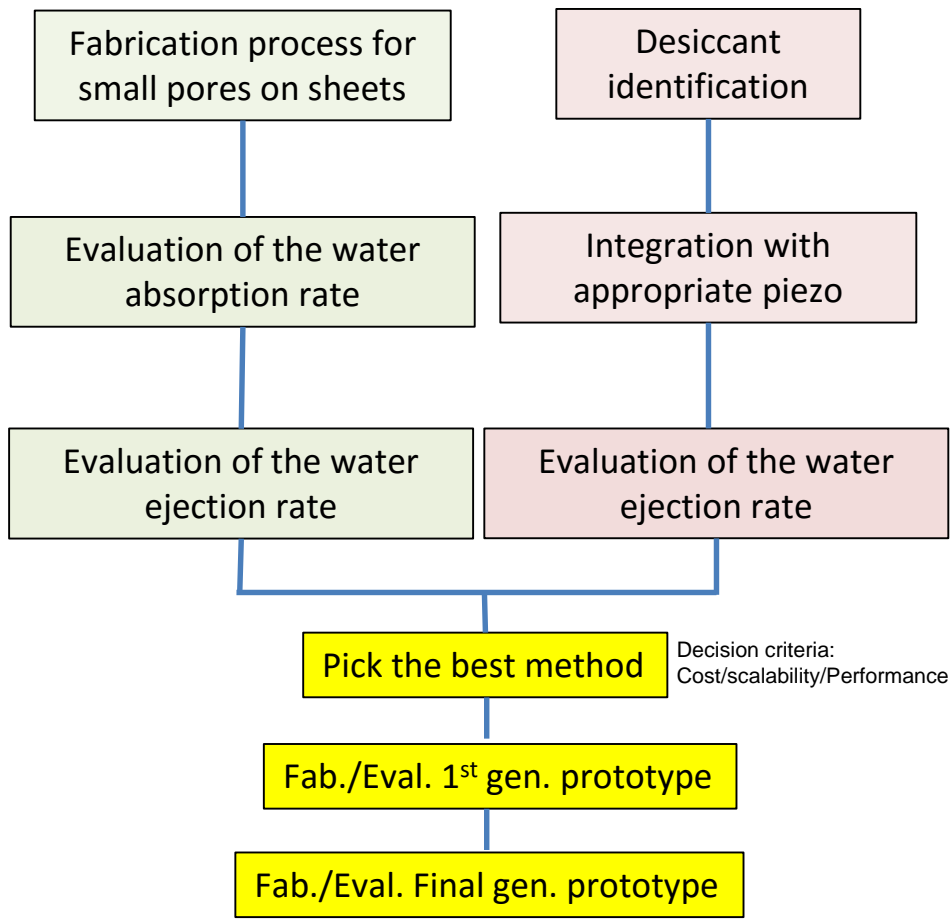 Fabrication process for
small pores on sheets
Desiccant
identification
Evaluation of the water
absorption rate
Integration with
appropriate piezo
Evaluation of the water
ejection rate
Evaluation of the water
ejection rate
Pick the best method
Decision criteria:
Cost/scalability/Performance
Fab./Eval. 1st gen. prototype
Fab./Eval. Final gen. prototype